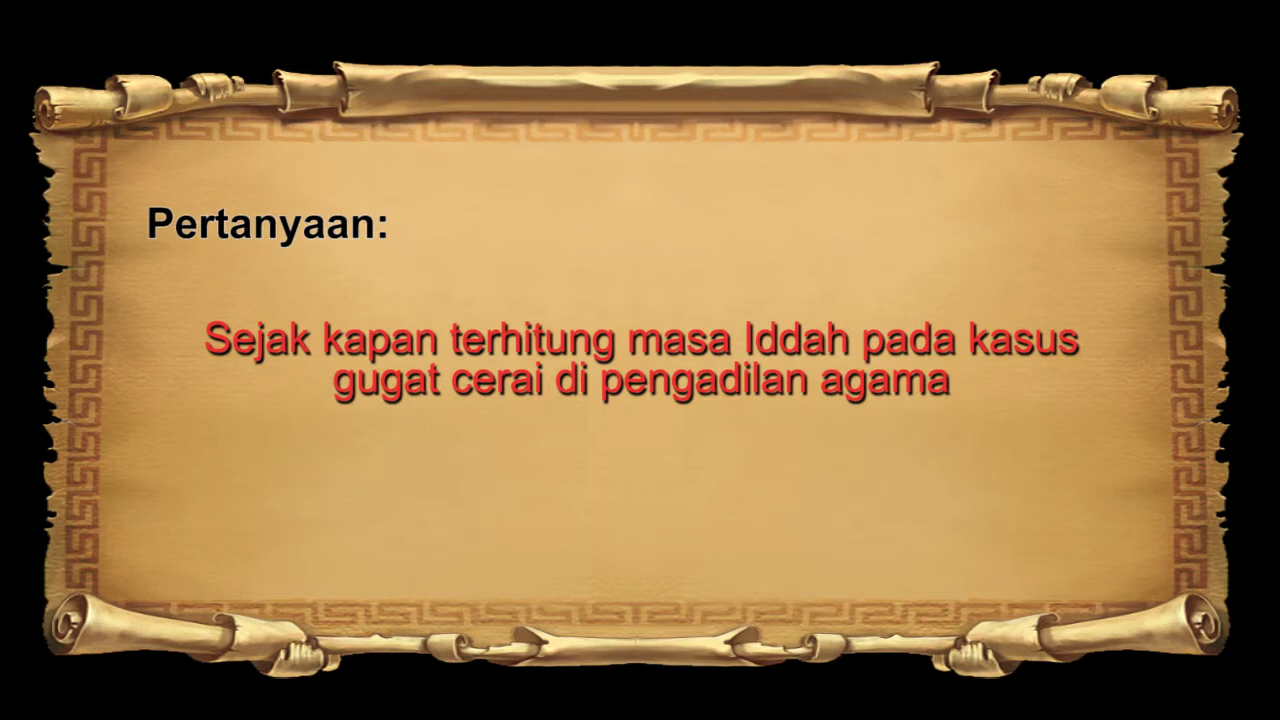 Pertanyaan:
Sejak kapan terhitung masa Iddah pada kasus
gugat cerai di pengadilan agama